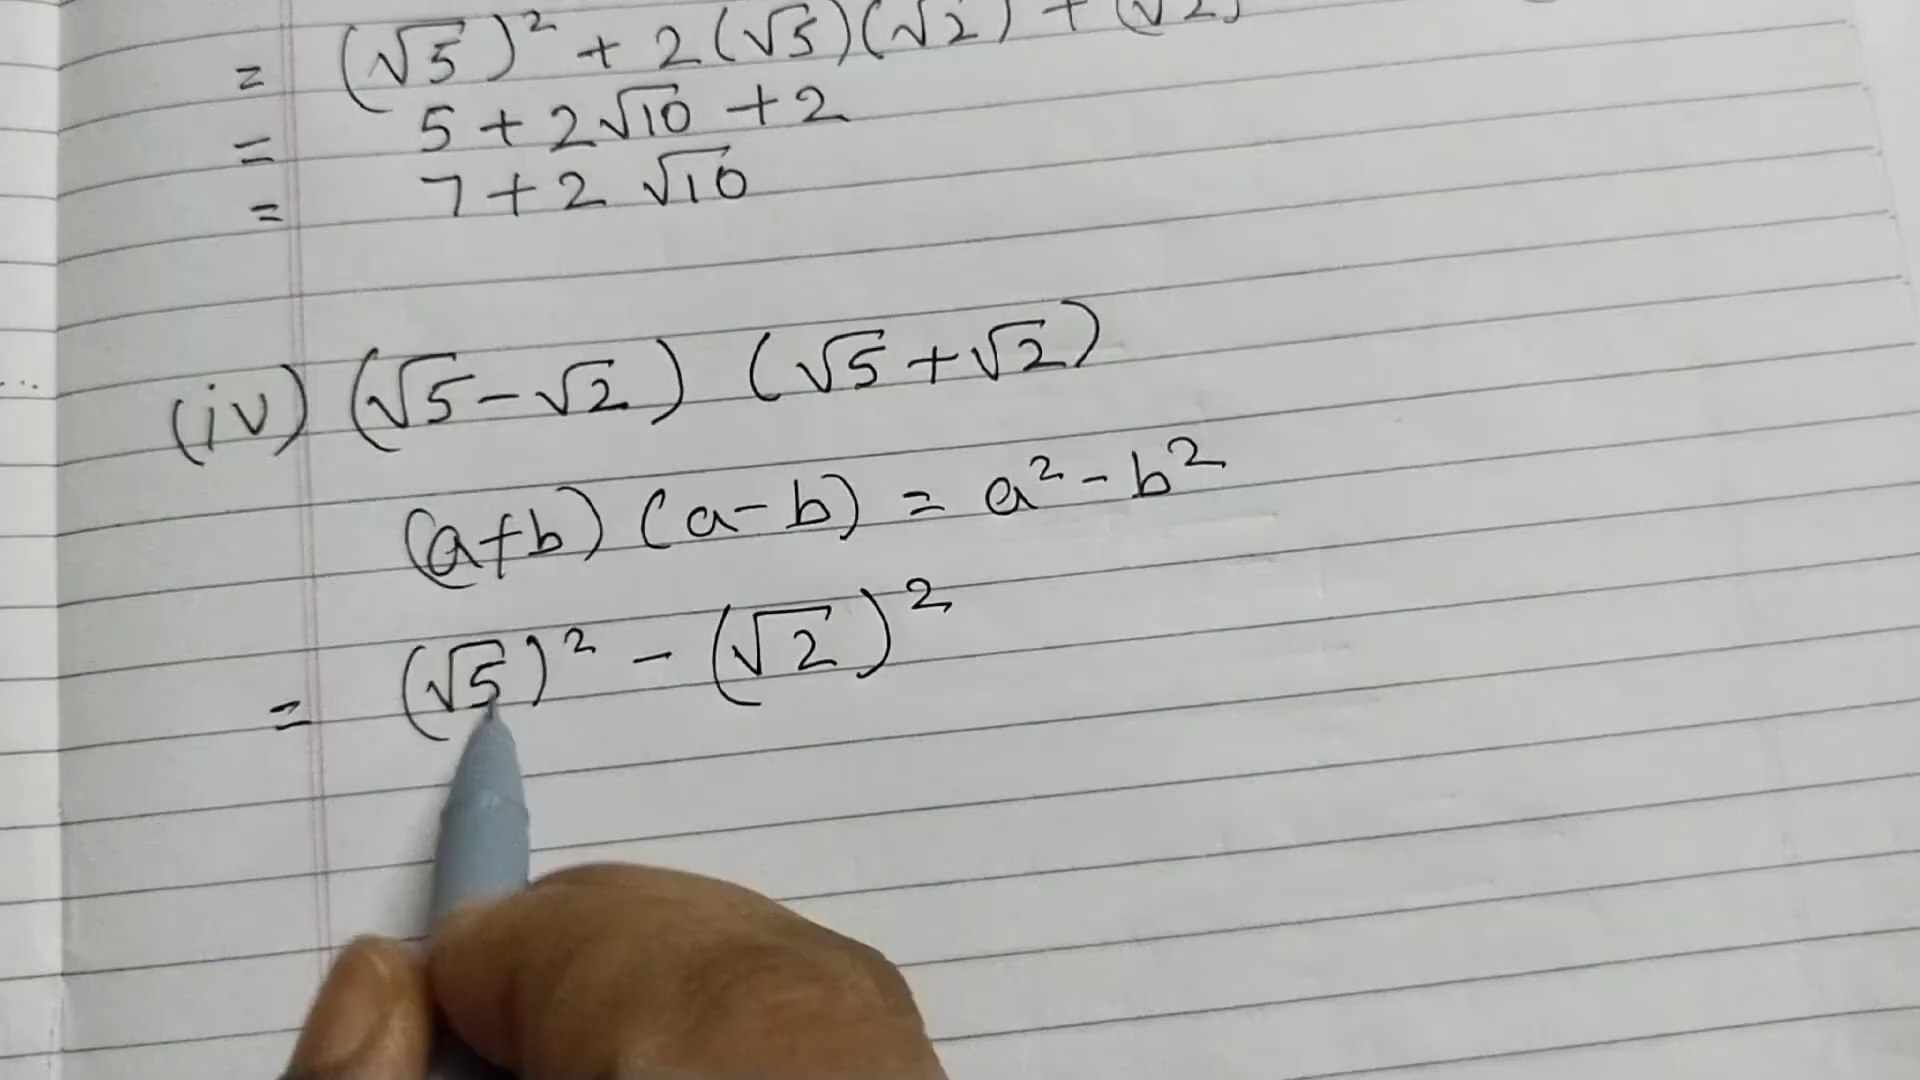 = (√5)² + 2(√5)(√2) + (√2)
= 5 + 2√10 + 2
= 7 + 2 √10
(iv) (√5 - √2) (√5 + √2)
(a+b) (a-b) = a² - b²
= (√5)² - (√2)²